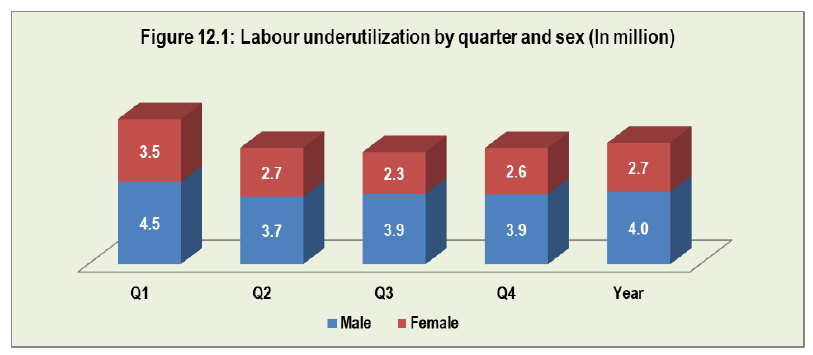 Figure 12.1: Labour underutilization by quarter and sex (In million)
3.5 2.7 2.3 2.6 2.7
4.5 3.7 3.9 3.9 4.0
Q1 Q2 Q3 Q4 Year
Male Female